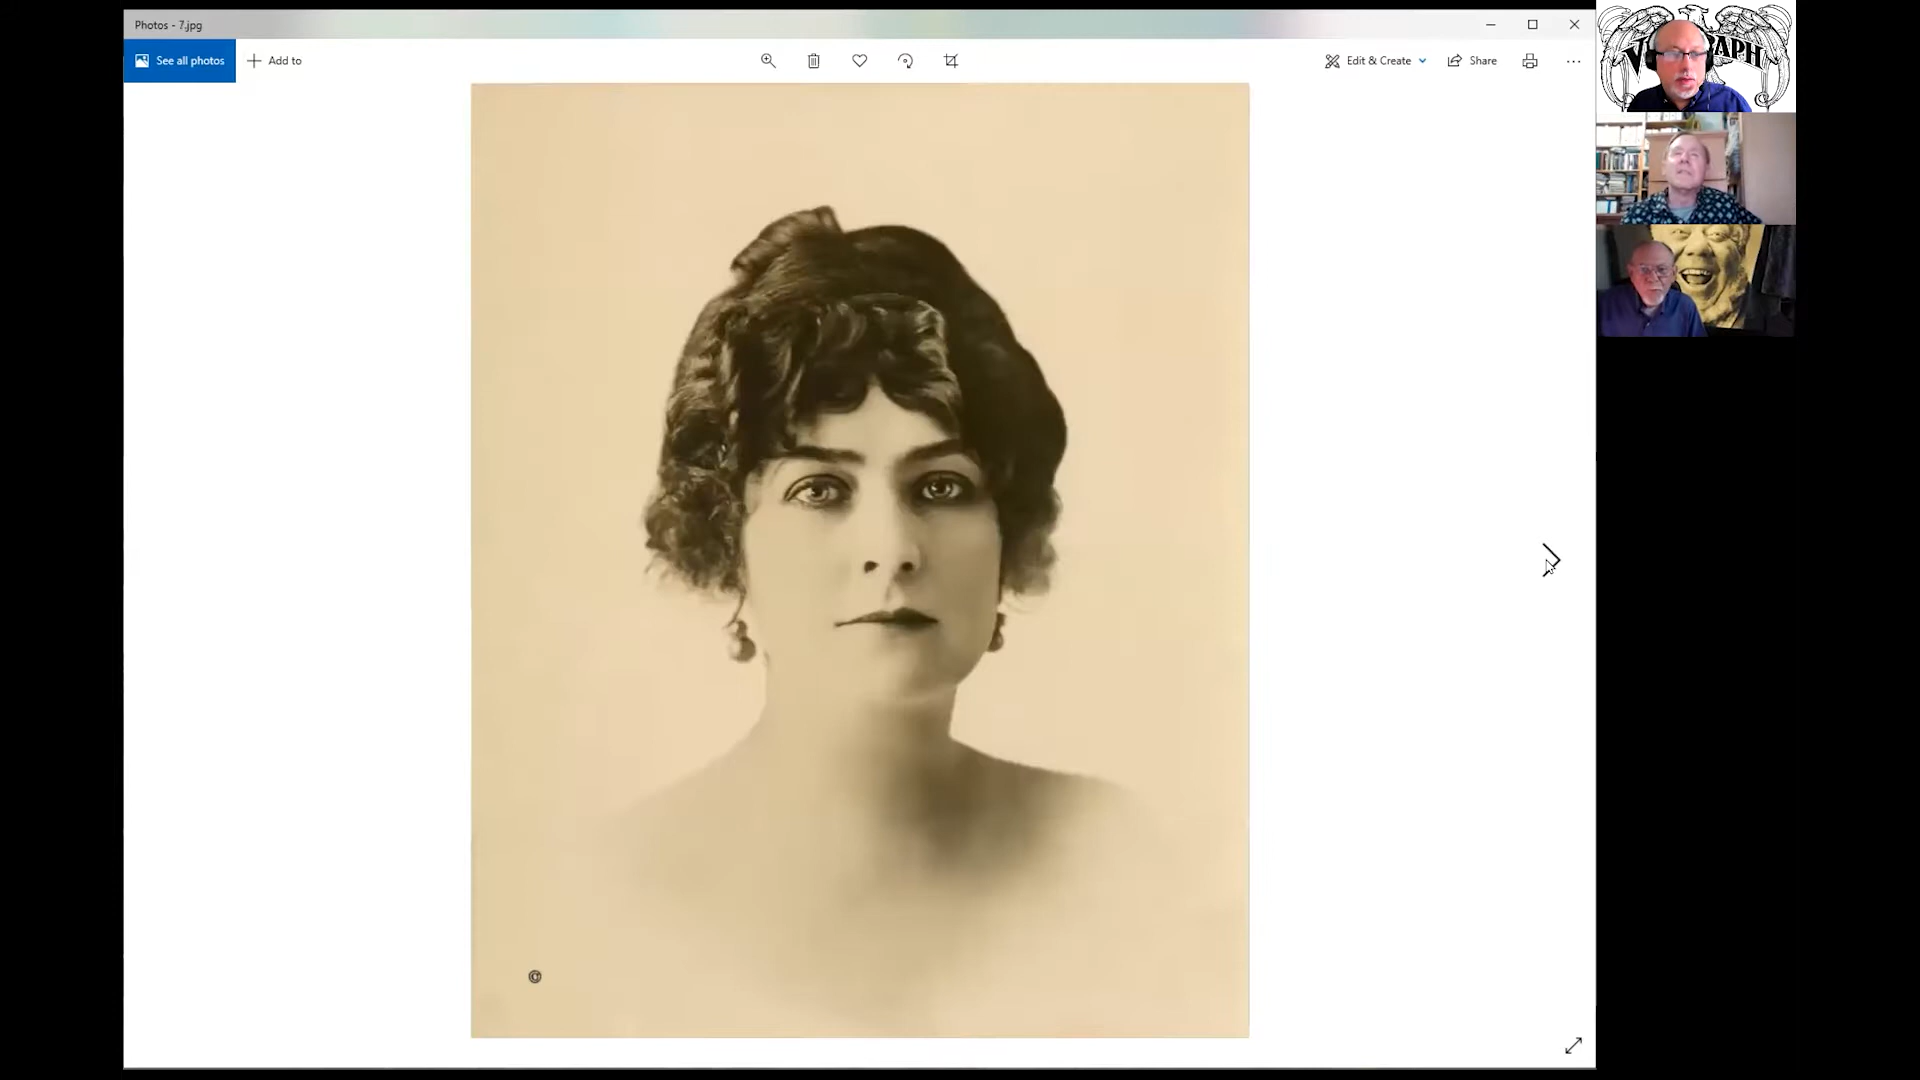 Photos - 7.jpg
See all photos
Add to
Edit & Create
Share
©